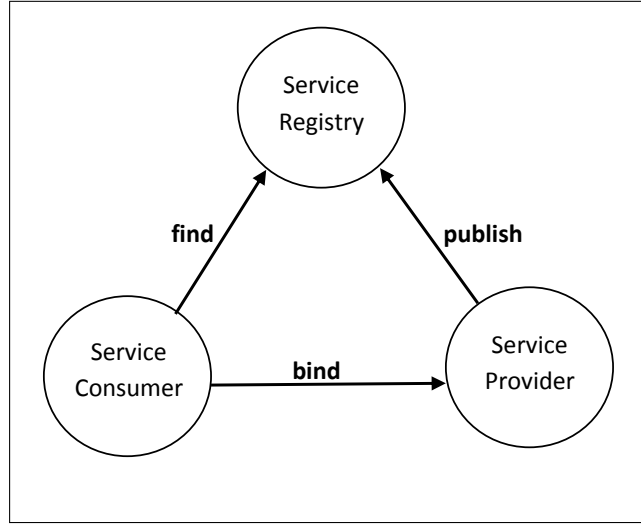 Service
Registry
find
publish
Service
Consumer
bind
Service
Provider